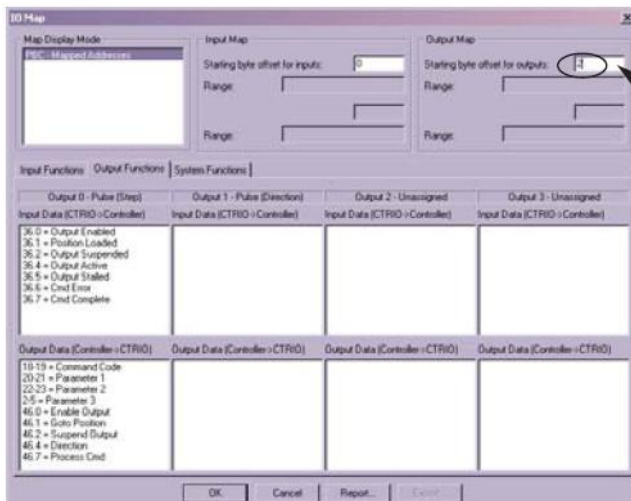 IO Map
Map Display Mode
PBC - Mapped Addresses
Input Map
Starting byte offset for inputs: 0
Range:
Range:
Output Map
Starting byte offset for outputs: 2
Range:
Range:
Input Functions Output Functions System Functions
Output 0 - Pulse (Step) Output 1 - Pulse (Direction) Output 2 - Unassigned Output 3 - Unassigned
Input Data (CTRIO->Controller) Input Data (CTRIO->Controller) Input Data (CTRIO->Controller) Input Data (CTRIO->Controller)
36.0 = Output Enabled
36.1 = Position Loaded
36.2 = Output Suspended
36.4 = Output Active
36.5 = Output Stalled
36.6 = Cmd Error
36.7 = Cmd Complete
Output Data (Controller->CTRIO) Output Data (Controller->CTRIO) Output Data (Controller->CTRIO) Output Data (Controller->CTRIO)
18-19 = Command Code
20-21 = Parameter 1
22-23 = Parameter 2
2-5 = Parameter 3
46.0 = Enable Output
46.1 = Goto Position
46.2 = Suspend Output
46.4 = Direction
46.7 = Process Cmd
OK Cancel Report... Export...